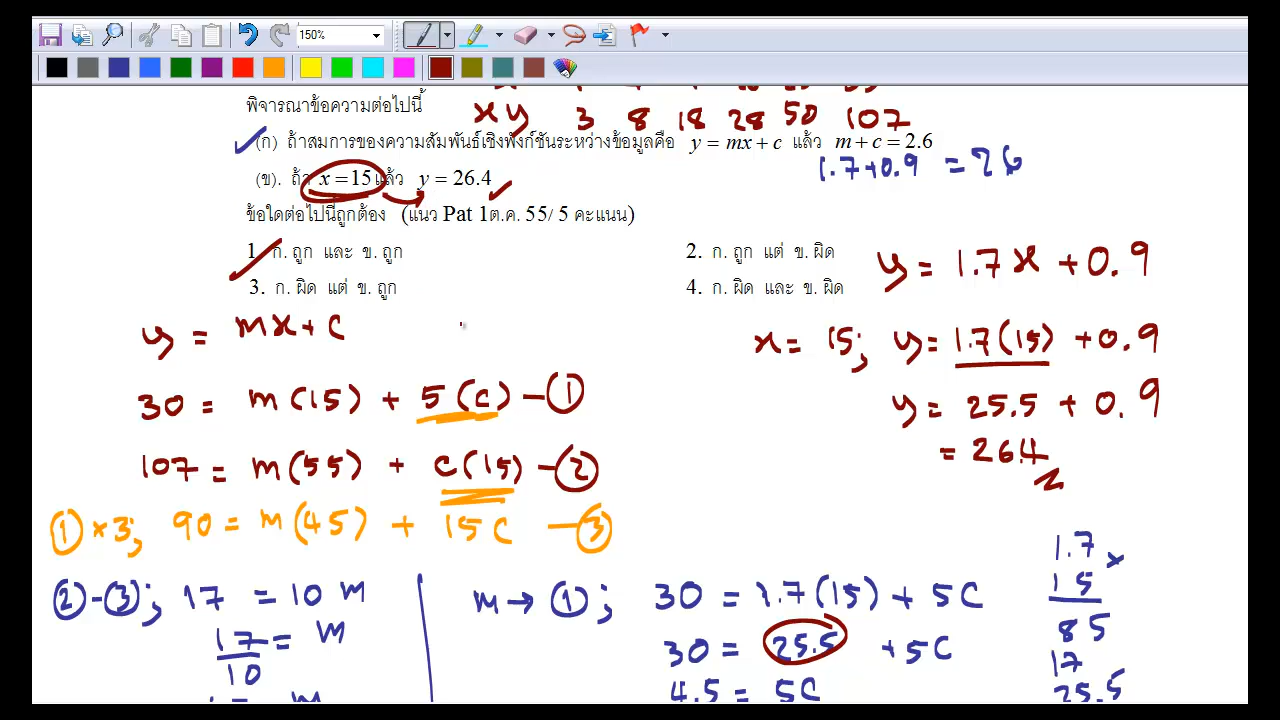 150%
พิจารณาข้อความต่อไปนี้
xy 3 8 18 28 50 107
(ก) ถ้าสมการของความสัมพันธ์เชิงฟังก์ชันระหว่างข้อมูลคือ y = mx + c แล้ว m + c = 2.6
1.7+0.9 = 26
(ข). ถ้า x = 15 แล้ว y = 26.4
ข้อใดต่อไปนี้ถูกต้อง (แนว Pat 1ต.ค. 55/ 5 คะแนน)
1. ก. ถูก และ ข. ถูก 2. ก. ถูก แต่ ข. ผิด
3. ก. ผิด แต่ ข. ถูก 4. ก. ผิด และ ข. ผิด
y = 1.7x + 0.9
y = mx + c
x = 15; y = 1.7(15) + 0.9
30 = m(15) + 5(c) - ①
y = 25.5 + 0.9
= 26.4
107 = m(55) + c(15) - ②
① x 3; 90 = m(45) + 15c - ③
② - ③; 17 = 10 m
17/10 = m
m → ①; 30 = 1.7(15) + 5c
30 = 25.5 + 5c
4.5 = 5c
1.7 x
15
85
17
25.5